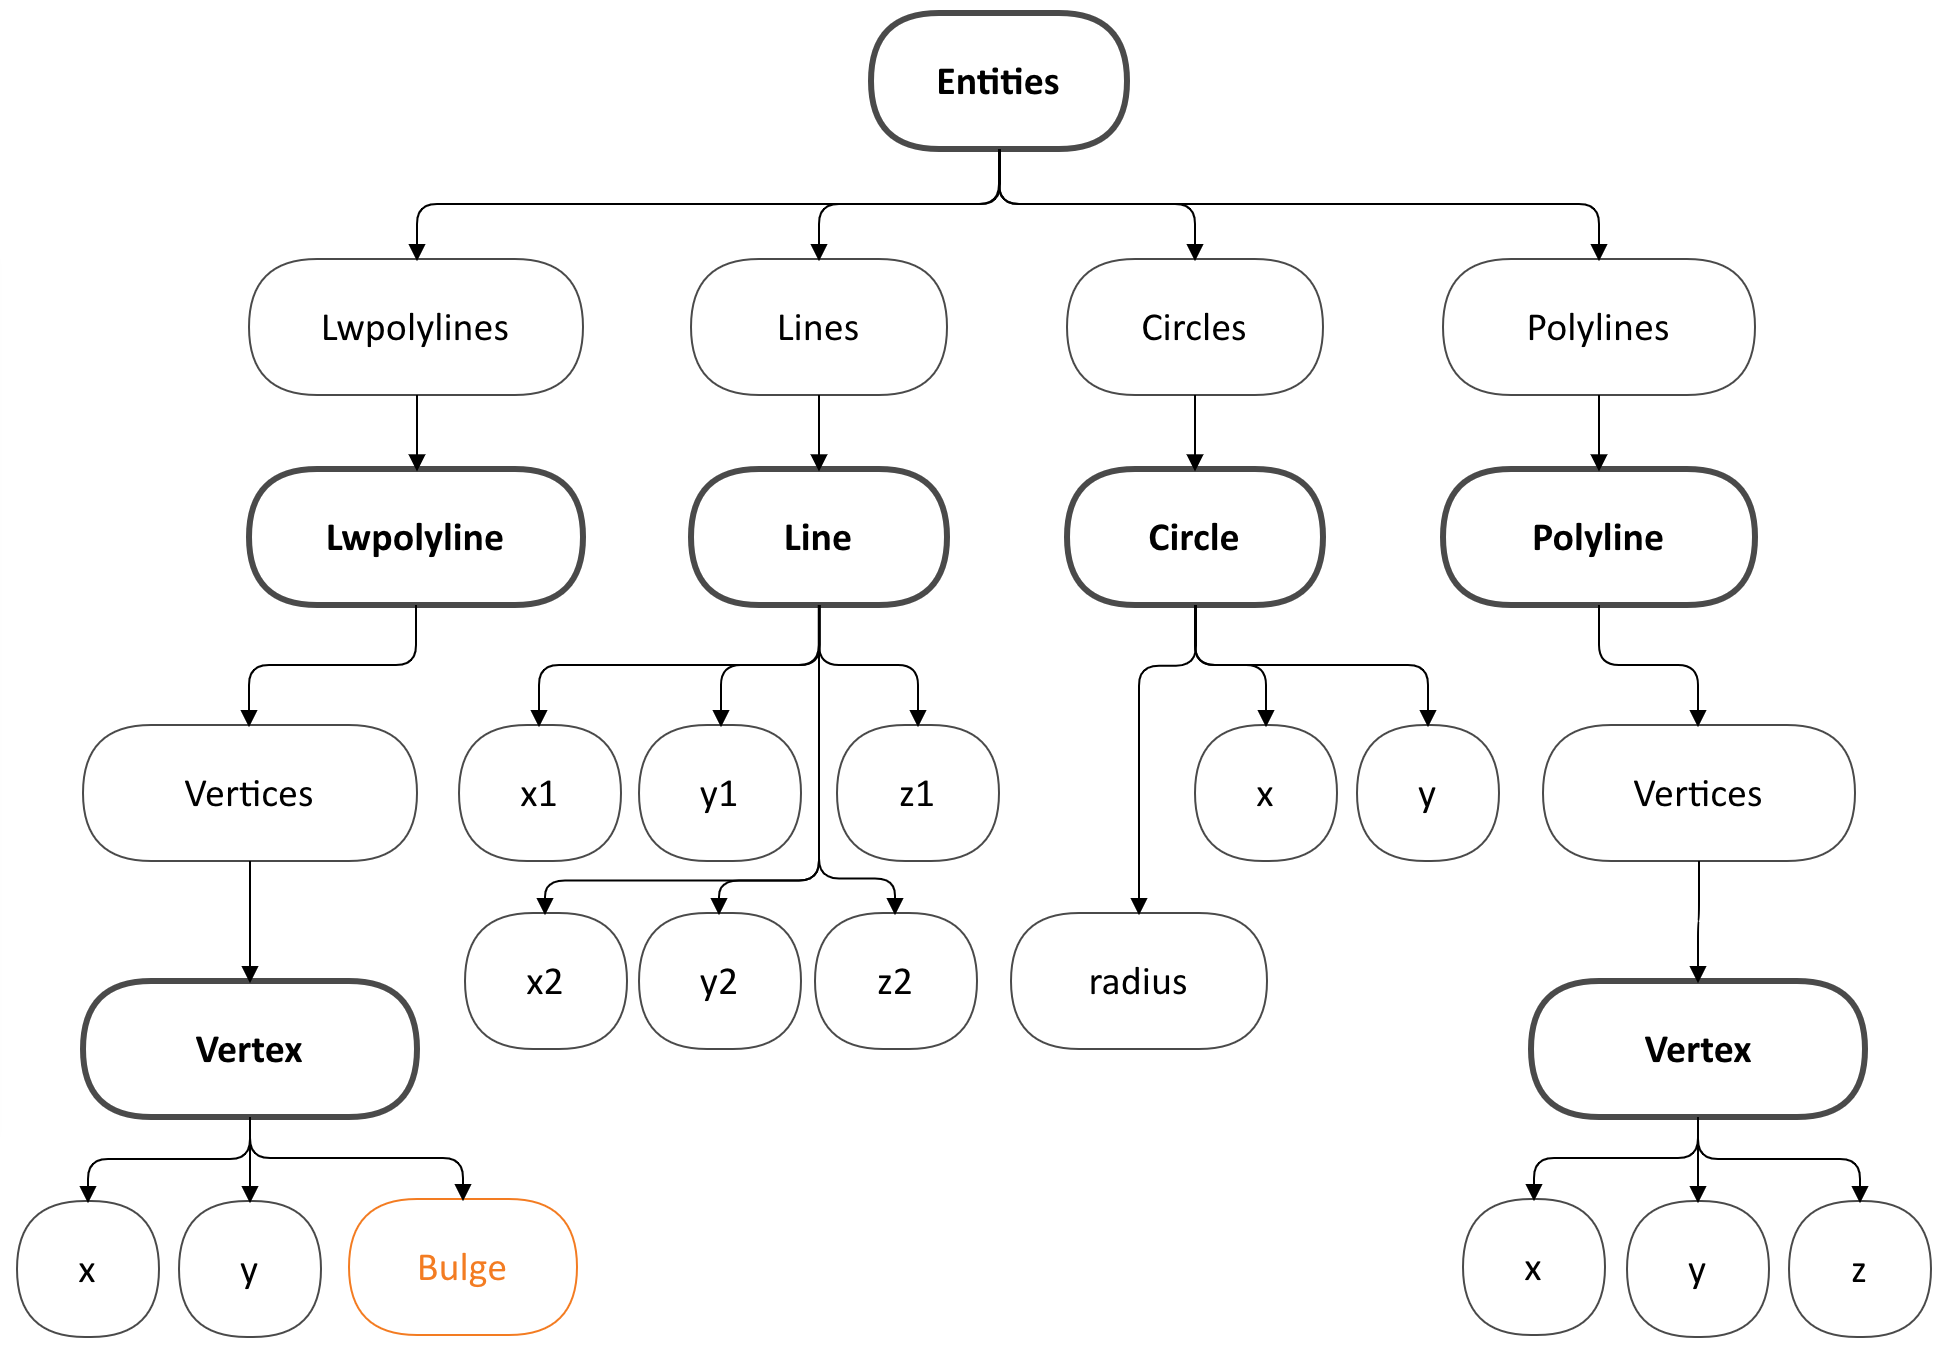 Entities
Lwpolylines
Lines
Circles
Polylines
Lwpolyline
Line
Circle
Polyline
Vertices
x1
y1
z1
x
y
Vertices
x2
y2
z2
radius
Vertex
Vertex
x
y
Bulge
x
y
z